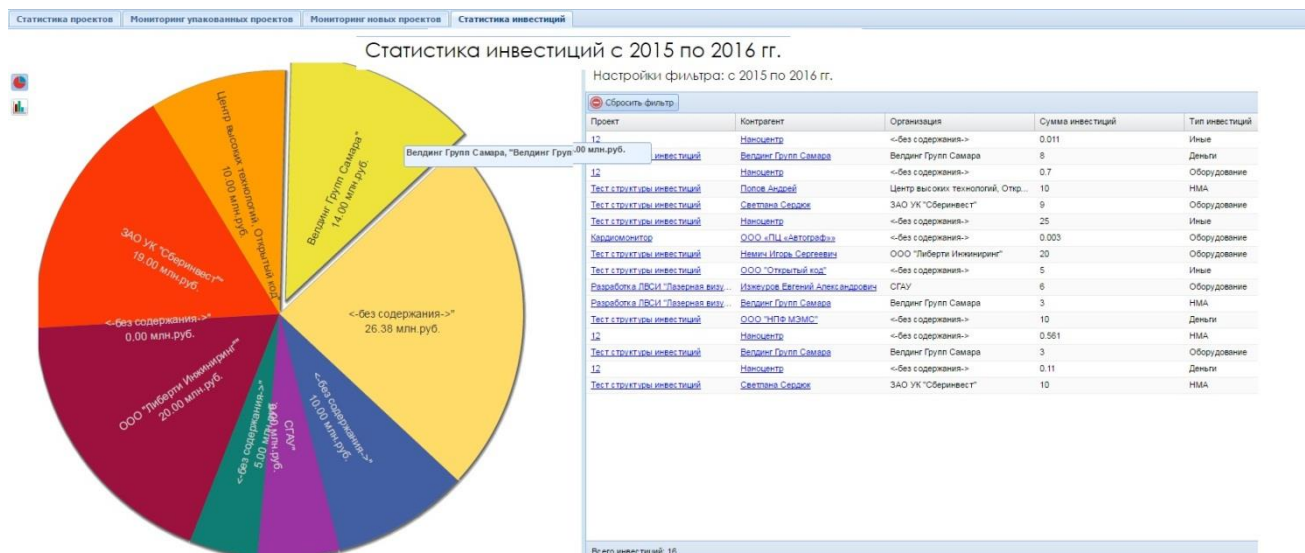 Статистика проектов Мониторинг упакованных проектов Мониторинг новых проектов Статистика инвестиций
Статистика инвестиций с 2015 по 2016 гг.
Центр высоких технологий, Открытый код"
10.00 млн.руб.
Велдинг Групп Самара"
14.00 млн.руб.
Велдинг Групп Самара, "Велдинг Груп .00 млн.руб.
ЗАО УК "Сберинвест""
19.00 млн.руб.
<-без содержания->"
26.38 млн.руб.
<-без содержания->"
0.00 млн.руб.
ООО "Либерти Инжиниринг""
20.00 млн.руб.
<-без содержания->"
5.00 млн.руб.
СГАУ"
6.00 млн.руб.
<-без содержания->"
10.00 млн.руб.
Настройки фильтра: с 2015 по 2016 гг.
Сбросить фильтр
Проект Контрагент Организация Сумма инвестиций Тип инвестиций
12 Наноцентр <-без содержания-> 0.011 Иные
инвестиций Велдинг Групп Самара Велдинг Групп Самара 8 Деньги
12 Наноцентр <-без содержания-> 0.7 Оборудование
Тест структуры инвестиций Попов Андрей Центр высоких технологий, Откр... 10 НМА
Тест структуры инвестиций Светлана Сердюк ЗАО УК "Сберинвест" 9 Оборудование
Тест структуры инвестиций Наноцентр <-без содержания-> 25 Иные
Кардиомонитор ООО «ПЦ «Автограф»» <-без содержания-> 0.003 Оборудование
Тест структуры инвестиций Немич Игорь Сергеевич ООО "Либерти Инжиниринг" 20 Оборудование
Тест структуры инвестиций ООО "Открытый код" <-без содержания-> 5 Иные
Разработка ЛВСИ "Лазерная визу... Изжеуров Евгений Александрович СГАУ 6 Оборудование
Разработка ЛВСИ "Лазерная визу... Велдинг Групп Самара Велдинг Групп Самара 3 НМА
Тест структуры инвестиций ООО "НПФ МЭМС" <-без содержания-> 10 Деньги
12 Наноцентр <-без содержания-> 0.561 НМА
Тест структуры инвестиций Велдинг Групп Самара Велдинг Групп Самара 3 Оборудование
12 Наноцентр <-без содержания-> 0.11 Деньги
Тест структуры инвестиций Светлана Сердюк ЗАО УК "Сберинвест" 10 НМА
Всего инвестиций: 16